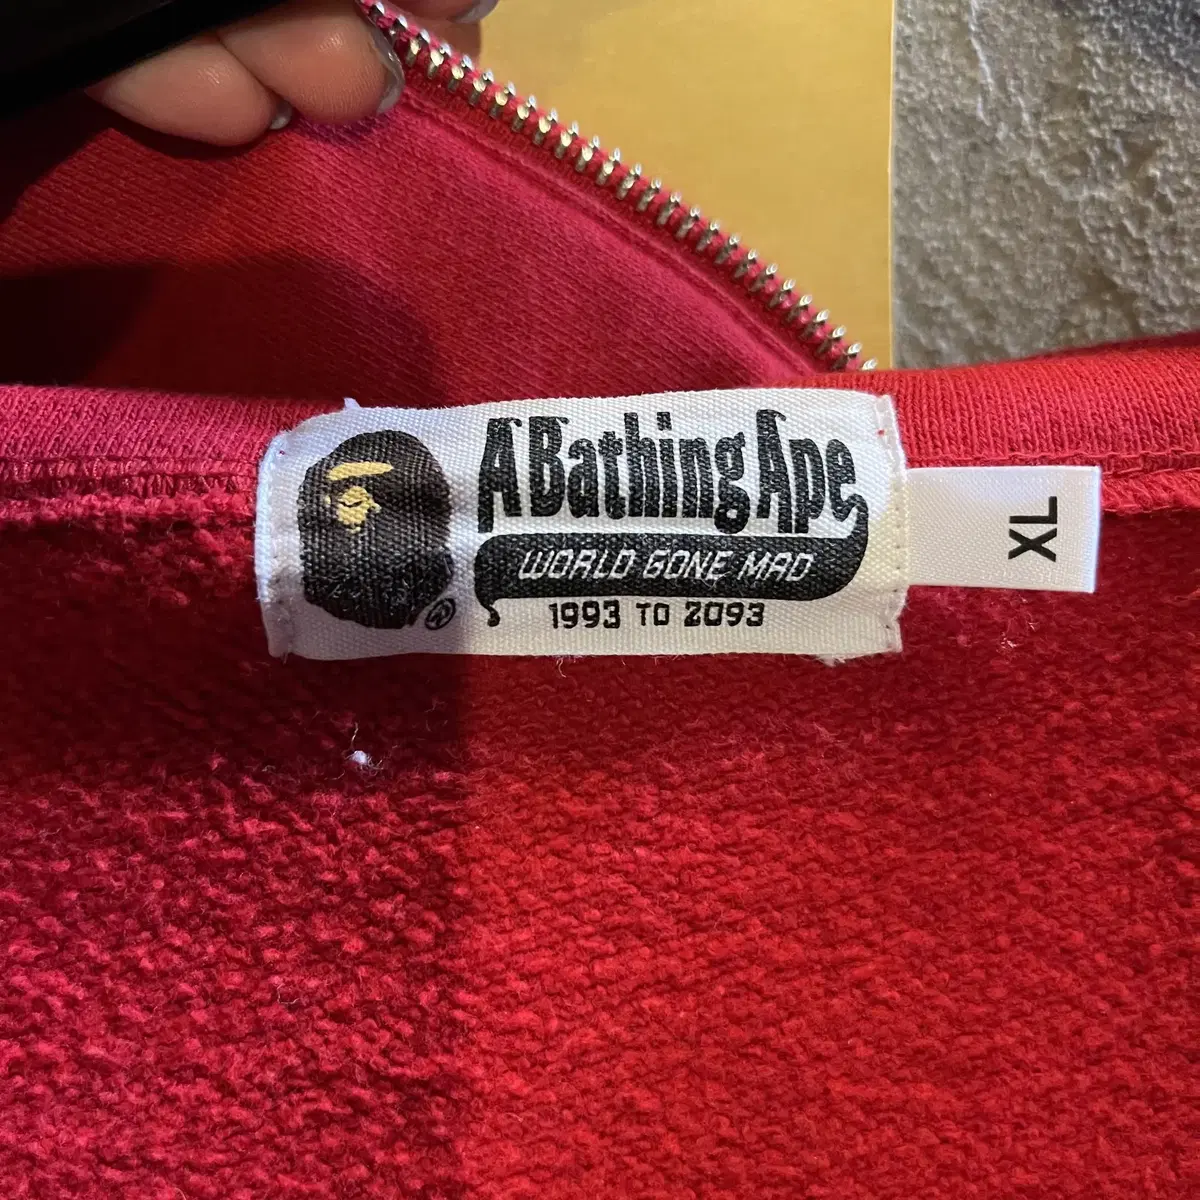 A Bathing Ape
WORLD GONE MAD
1993 TO 2093
®
XL